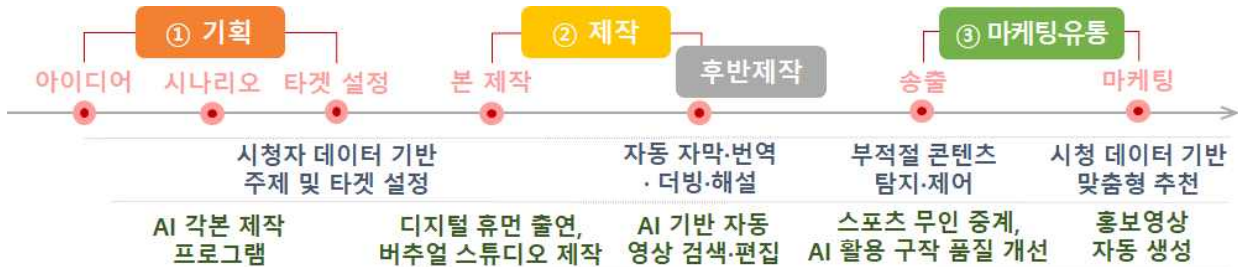 ① 기획
② 제작
③ 마케팅·유통
후반제작
아이디어
시나리오
타겟 설정
본 제작
송출
마케팅
시청자 데이터 기반
주제 및 타겟 설정
자동 자막·번역
· 더빙·해설
부적절 콘텐츠
탐지·제어
시청 데이터 기반
맞춤형 추천
AI 각본 제작
프로그램
디지털 휴먼 출연,
버추얼 스튜디오 제작
AI 기반 자동
영상 검색·편집
스포츠 무인 중계,
AI 활용 구작 품질 개선
홍보영상
자동 생성